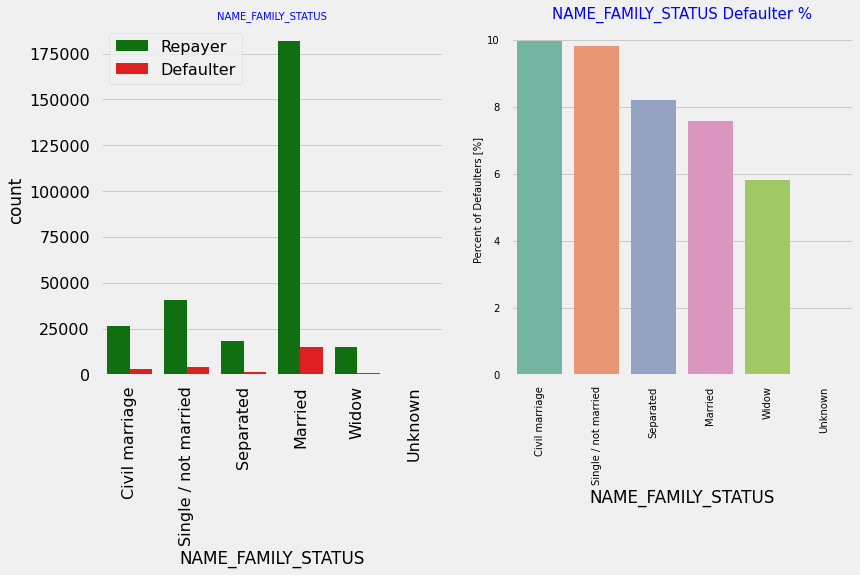 NAME_FAMILY_STATUS
Repayer
Defaulter
175000
150000
125000
100000
75000
50000
25000
0
count
Civil marriage
Single / not married
Separated
Married
Widow
Unknown
NAME_FAMILY_STATUS
NAME_FAMILY_STATUS Defaulter %
10
8
6
4
2
0
Percent of Defaulters [%]
Civil marriage
Single / not married
Separated
Married
Widow
Unknown
NAME_FAMILY_STATUS